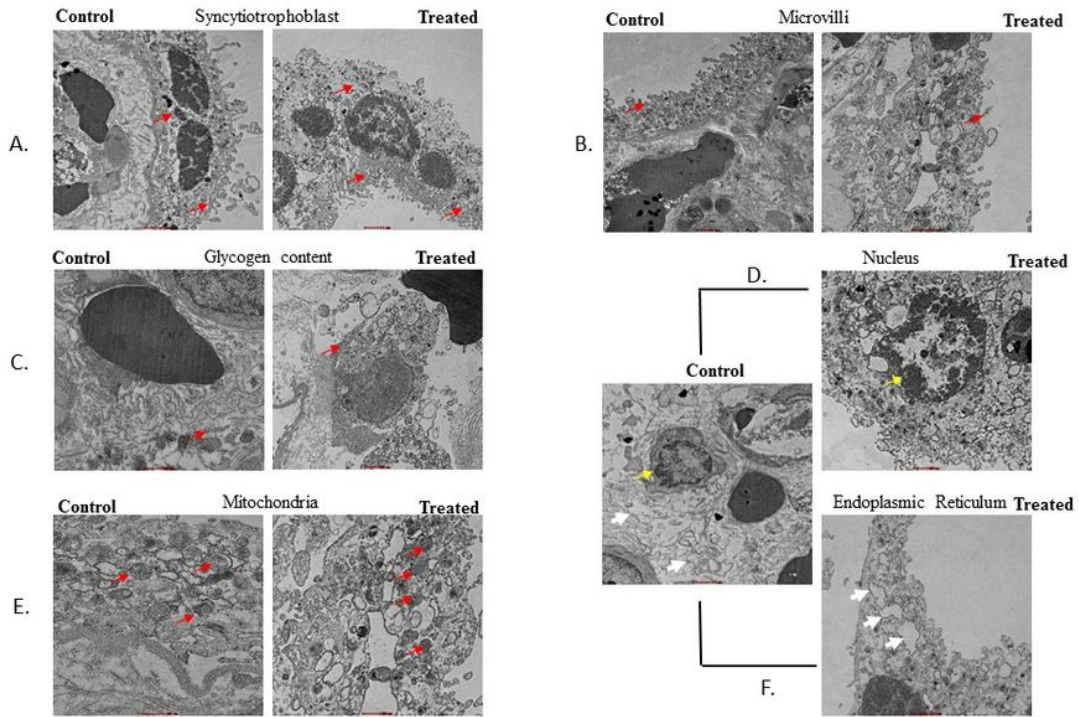 Control Syncytiotrophoblast Treated
A.
Control Microvilli Treated
B.
Control Glycogen content Treated
C.
D.
Nucleus Treated
Control
Control Mitochondria Treated
E.
Endoplasmic Reticulum Treated
F.